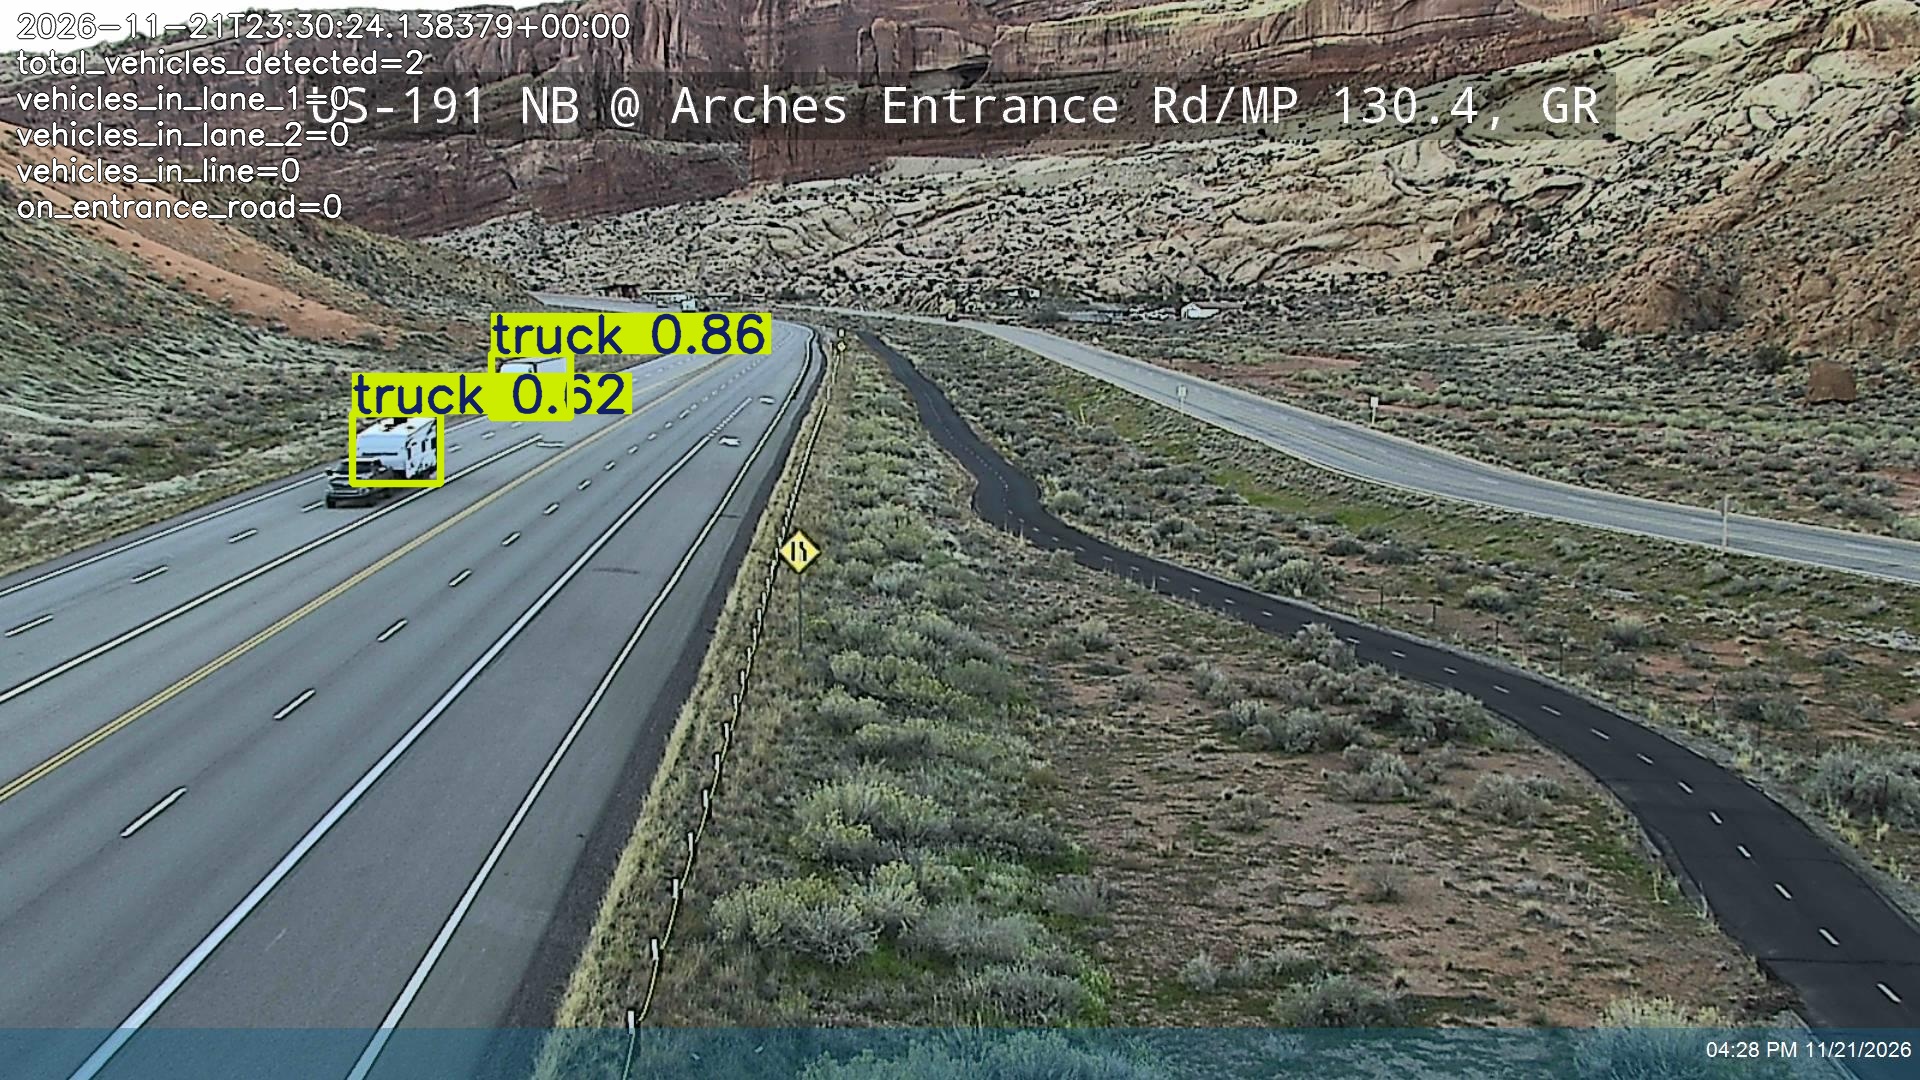 2026-11-21T23:30:24.138379+00:00
total_vehicles_detected=2
vehicles_in_lane_1=0
US-191 NB @ Arches Entrance Rd/MP 130.4, GR
vehicles_in_lane_2=0
vehicles_in_line=0
on_entrance_road=0
truck 0.86
truck 0.62
04:28 PM 11/21/2026